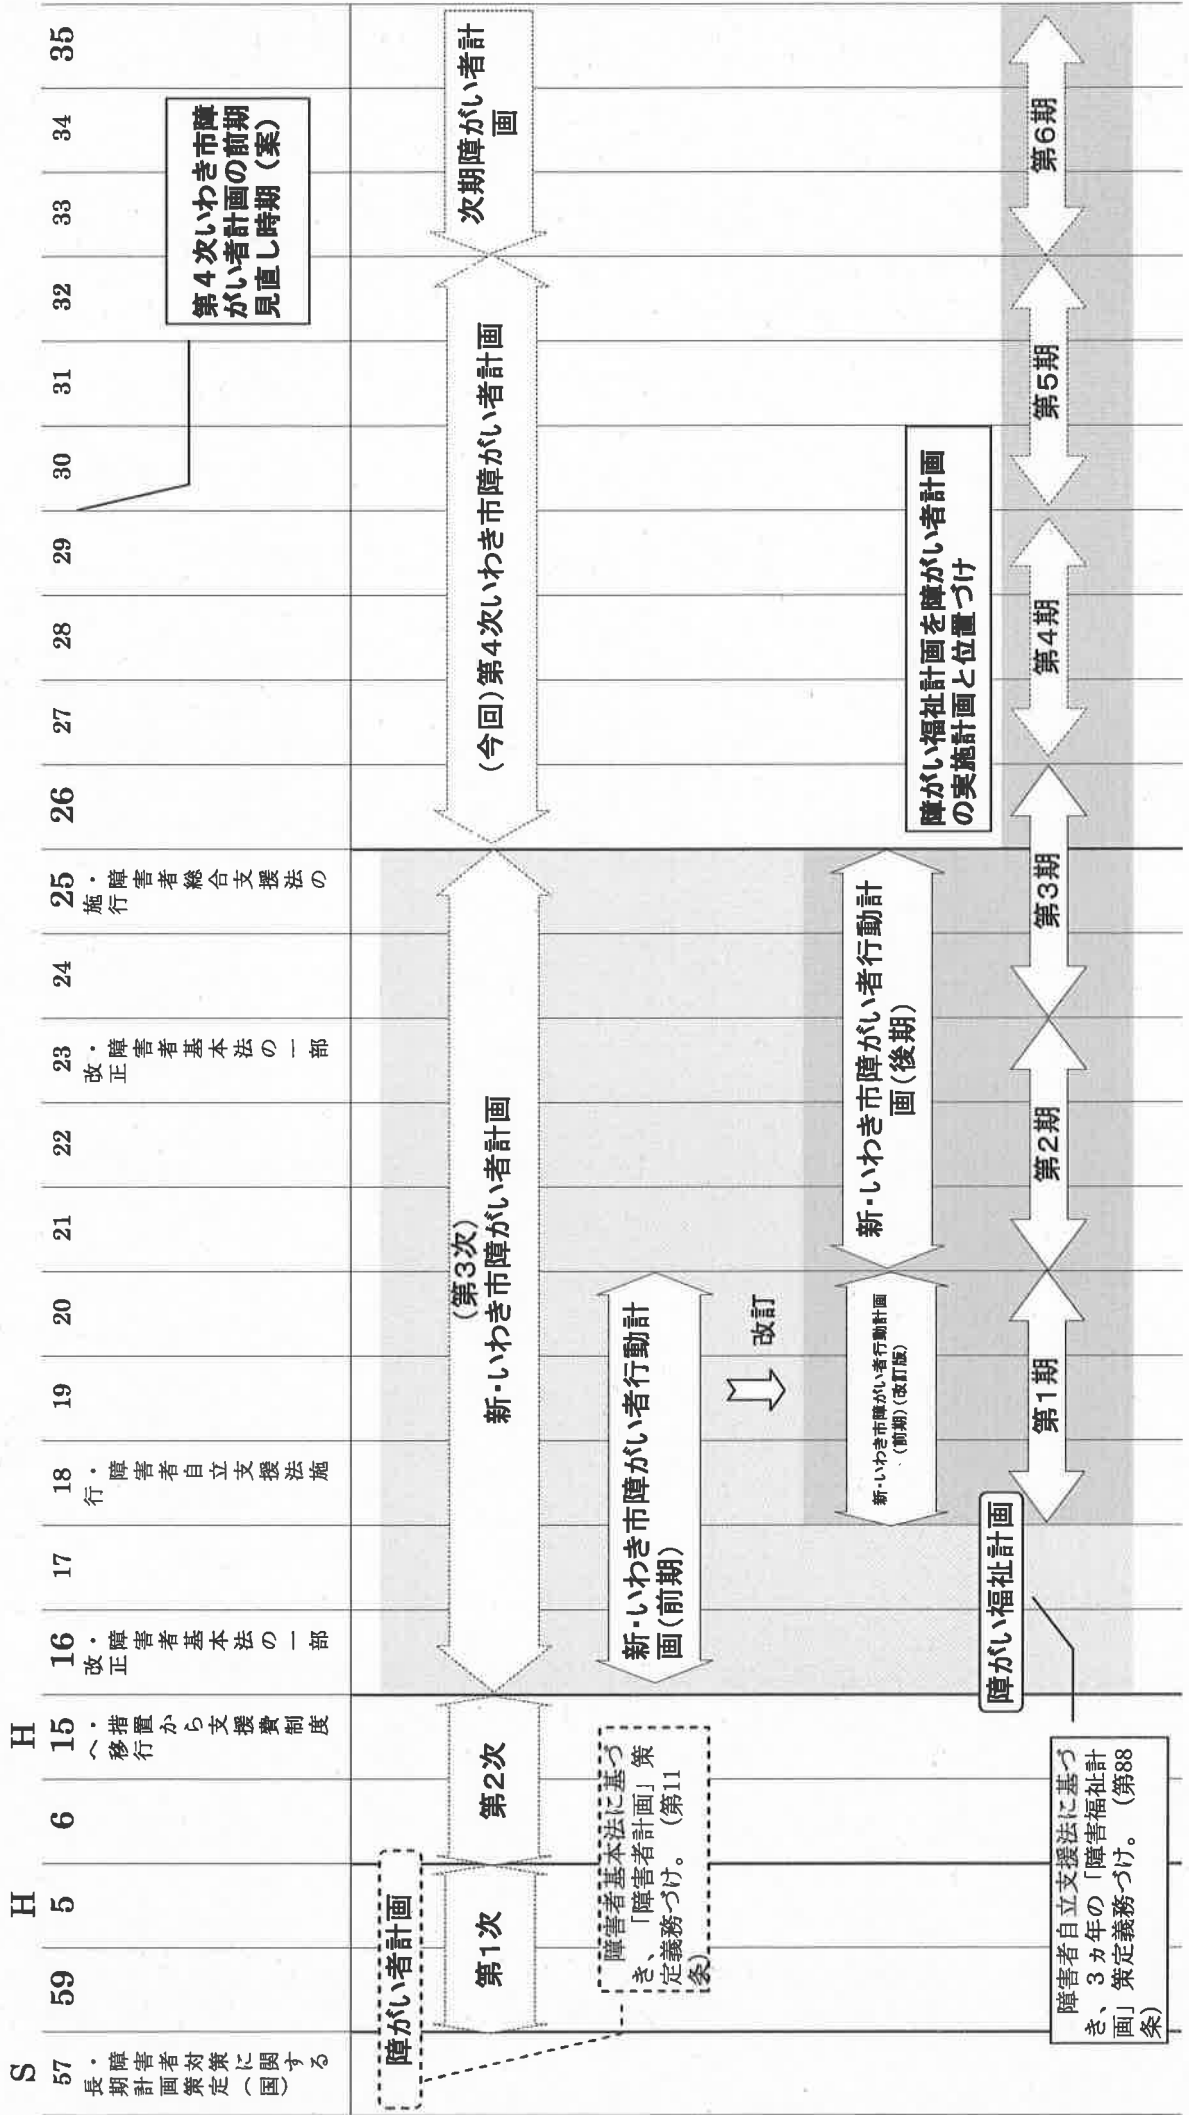 S
H
H
57
59
5
6
15
16
17
18
19
20
21
22
23
24
25
26
27
28
29
30
31
32
33
34
35
・障害者対策に関する
長期計画策定（国）
・措置から支援費制度
へ移行
・障害者基本法の一部
改正
・障害者自立支援法施
行
・障害者基本法の一部
改正
・障害者総合支援法の
施行
第４次いわき市障
がい者計画の前期
見直し時期（案）
障がい者計画
第1次
第2次
(第3次)
新・いわき市障がい者計画
(今回)第4次いわき市障がい者計画
次期障がい者計
画
障害者基本法に基づ
き、「障害者計画」策
定義務づけ。（第11
条）
新・いわき市障がい者行動計
画(前期)
改訂
新・いわき市障がい者行動計画
(前期)(改訂版)
新・いわき市障がい者行動計
画(後期)
障がい福祉計画を障がい者計画
の実施計画と位置づけ
障がい福祉計画
第1期
第2期
第3期
第4期
第5期
第6期
障害者自立支援法に基づ
き、３ヵ年の「障害福祉計
画」策定義務づけ。（第88
条）